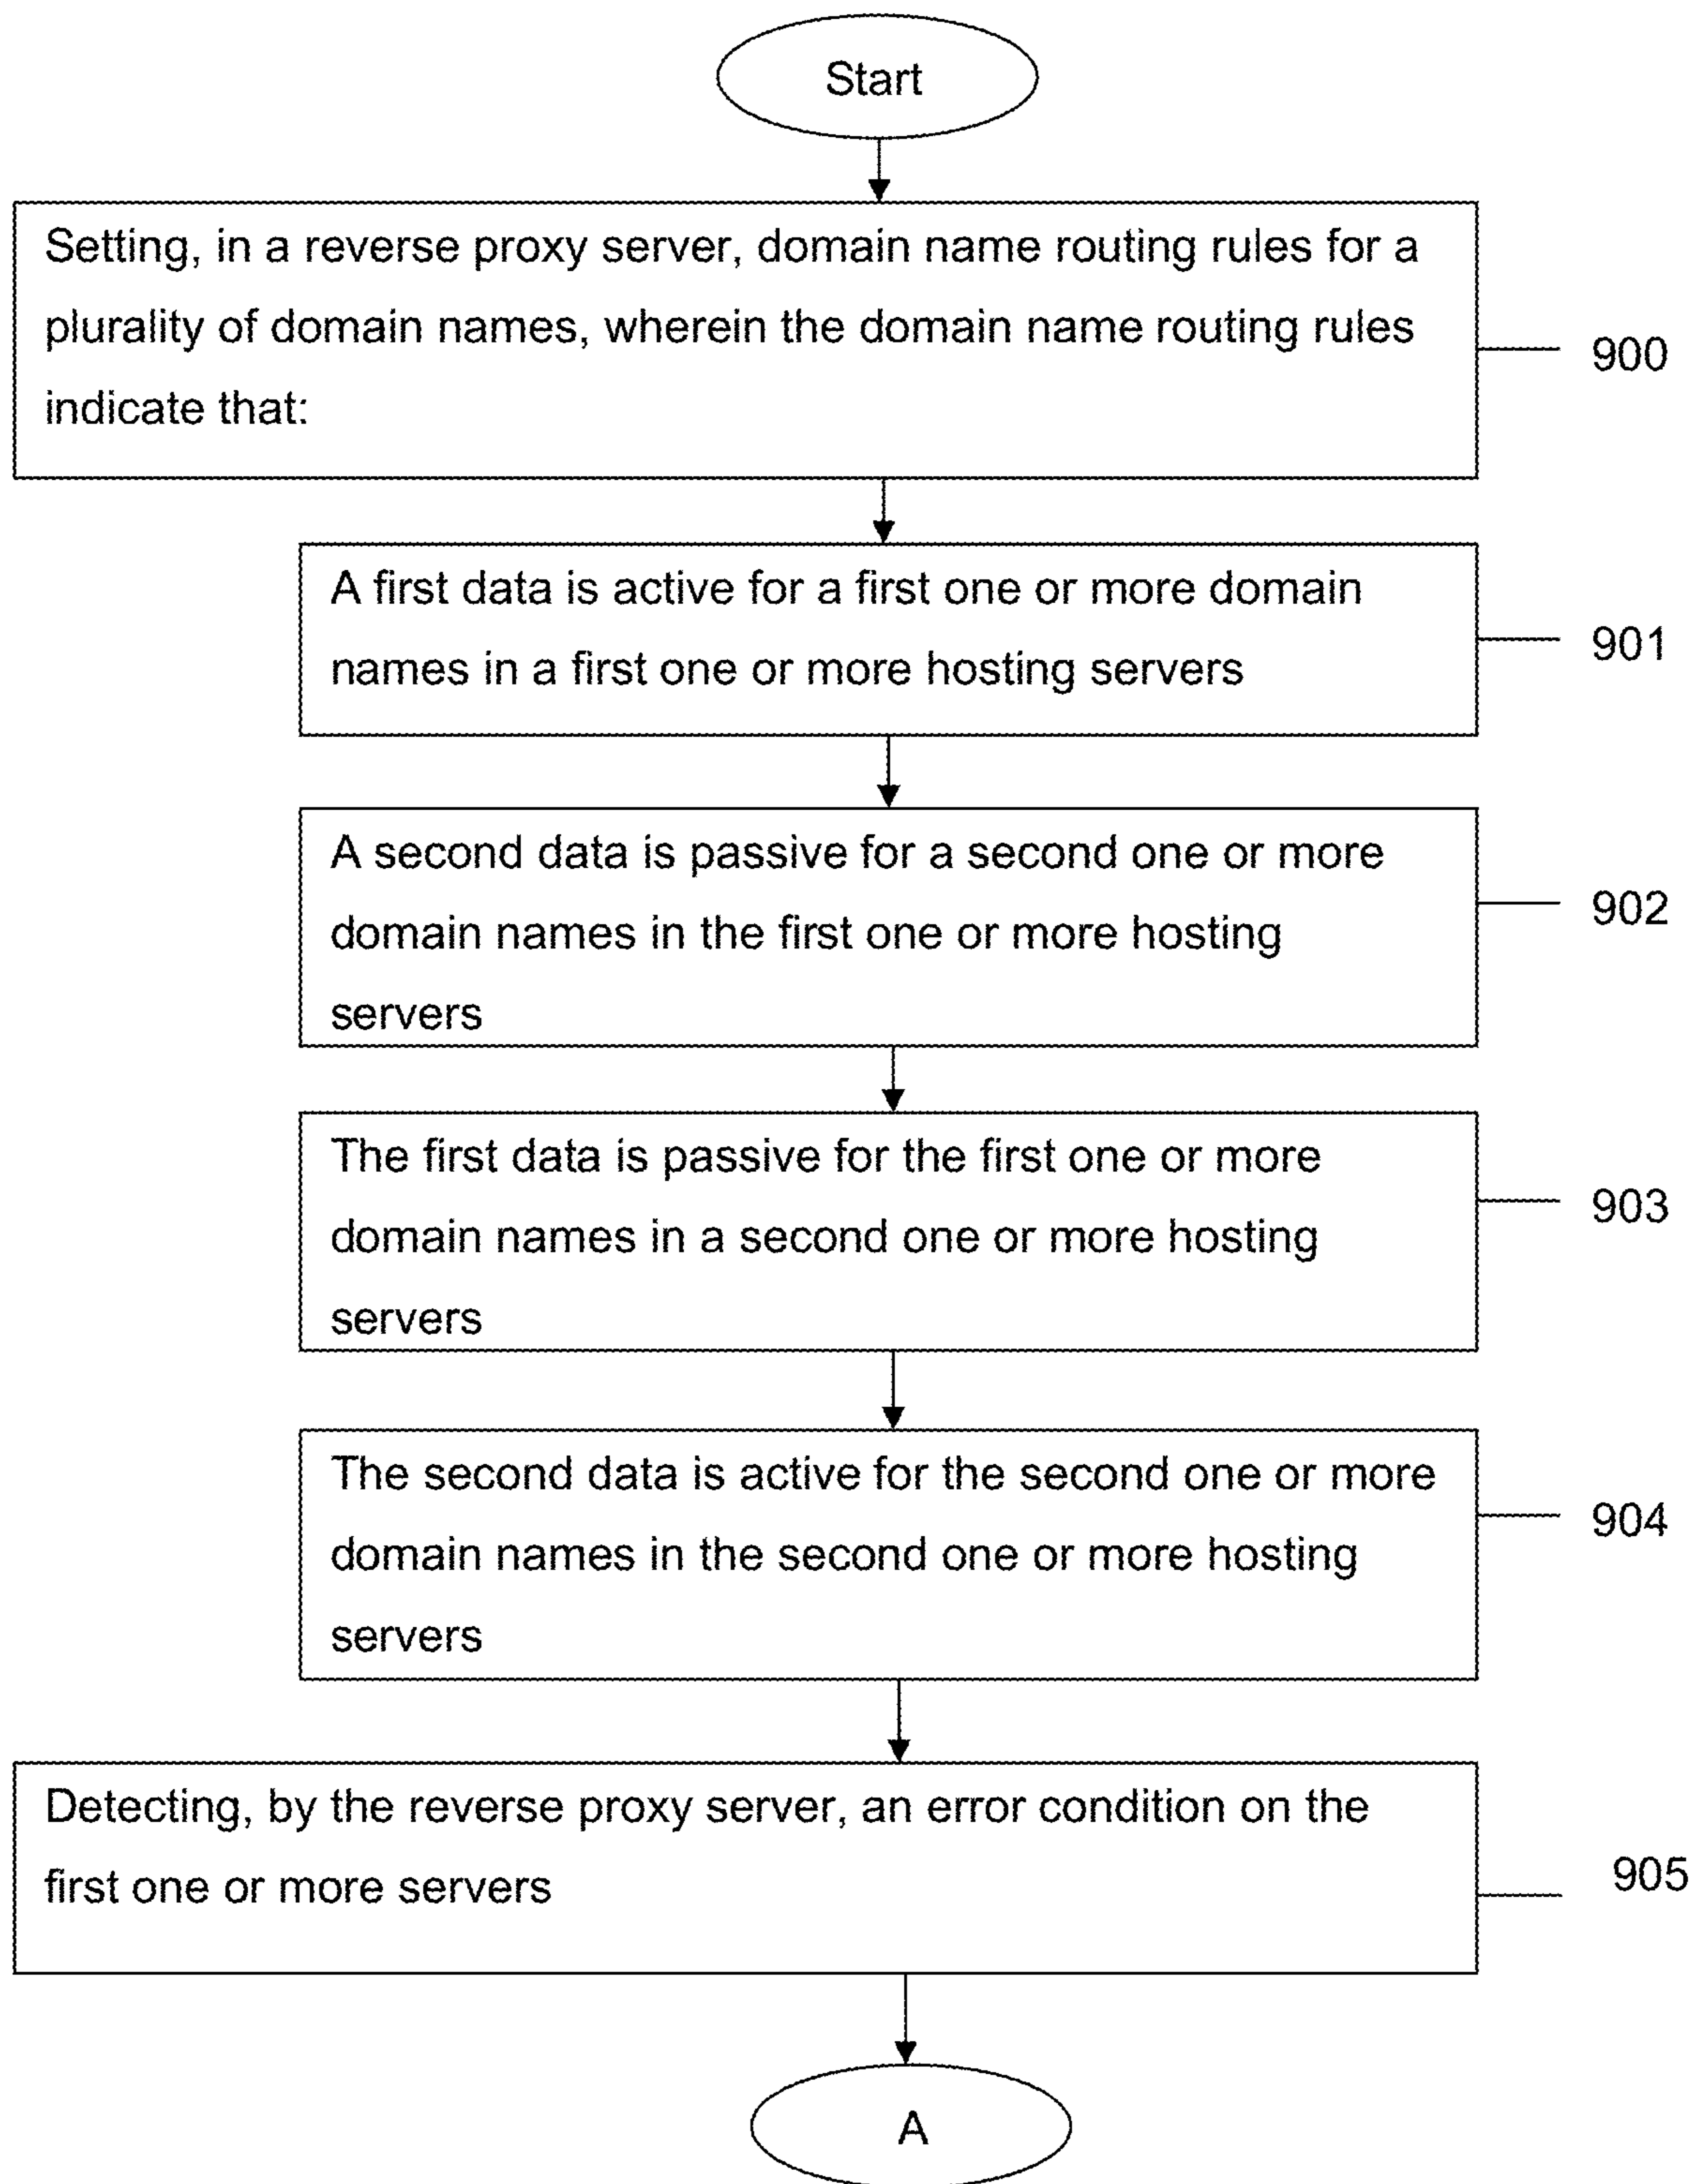 Start
Setting, in a reverse proxy server, domain name routing rules for a
plurality of domain names, wherein the domain name routing rules
indicate that:
900
A first data is active for a first one or more domain
names in a first one or more hosting servers
901
A second data is passive for a second one or more
domain names in the first one or more hosting
servers
902
The first data is passive for the first one or more
domain names in a second one or more hosting
servers
903
The second data is active for the second one or more
domain names in the second one or more hosting
servers
904
Detecting, by the reverse proxy server, an error condition on the
first one or more servers
905
A